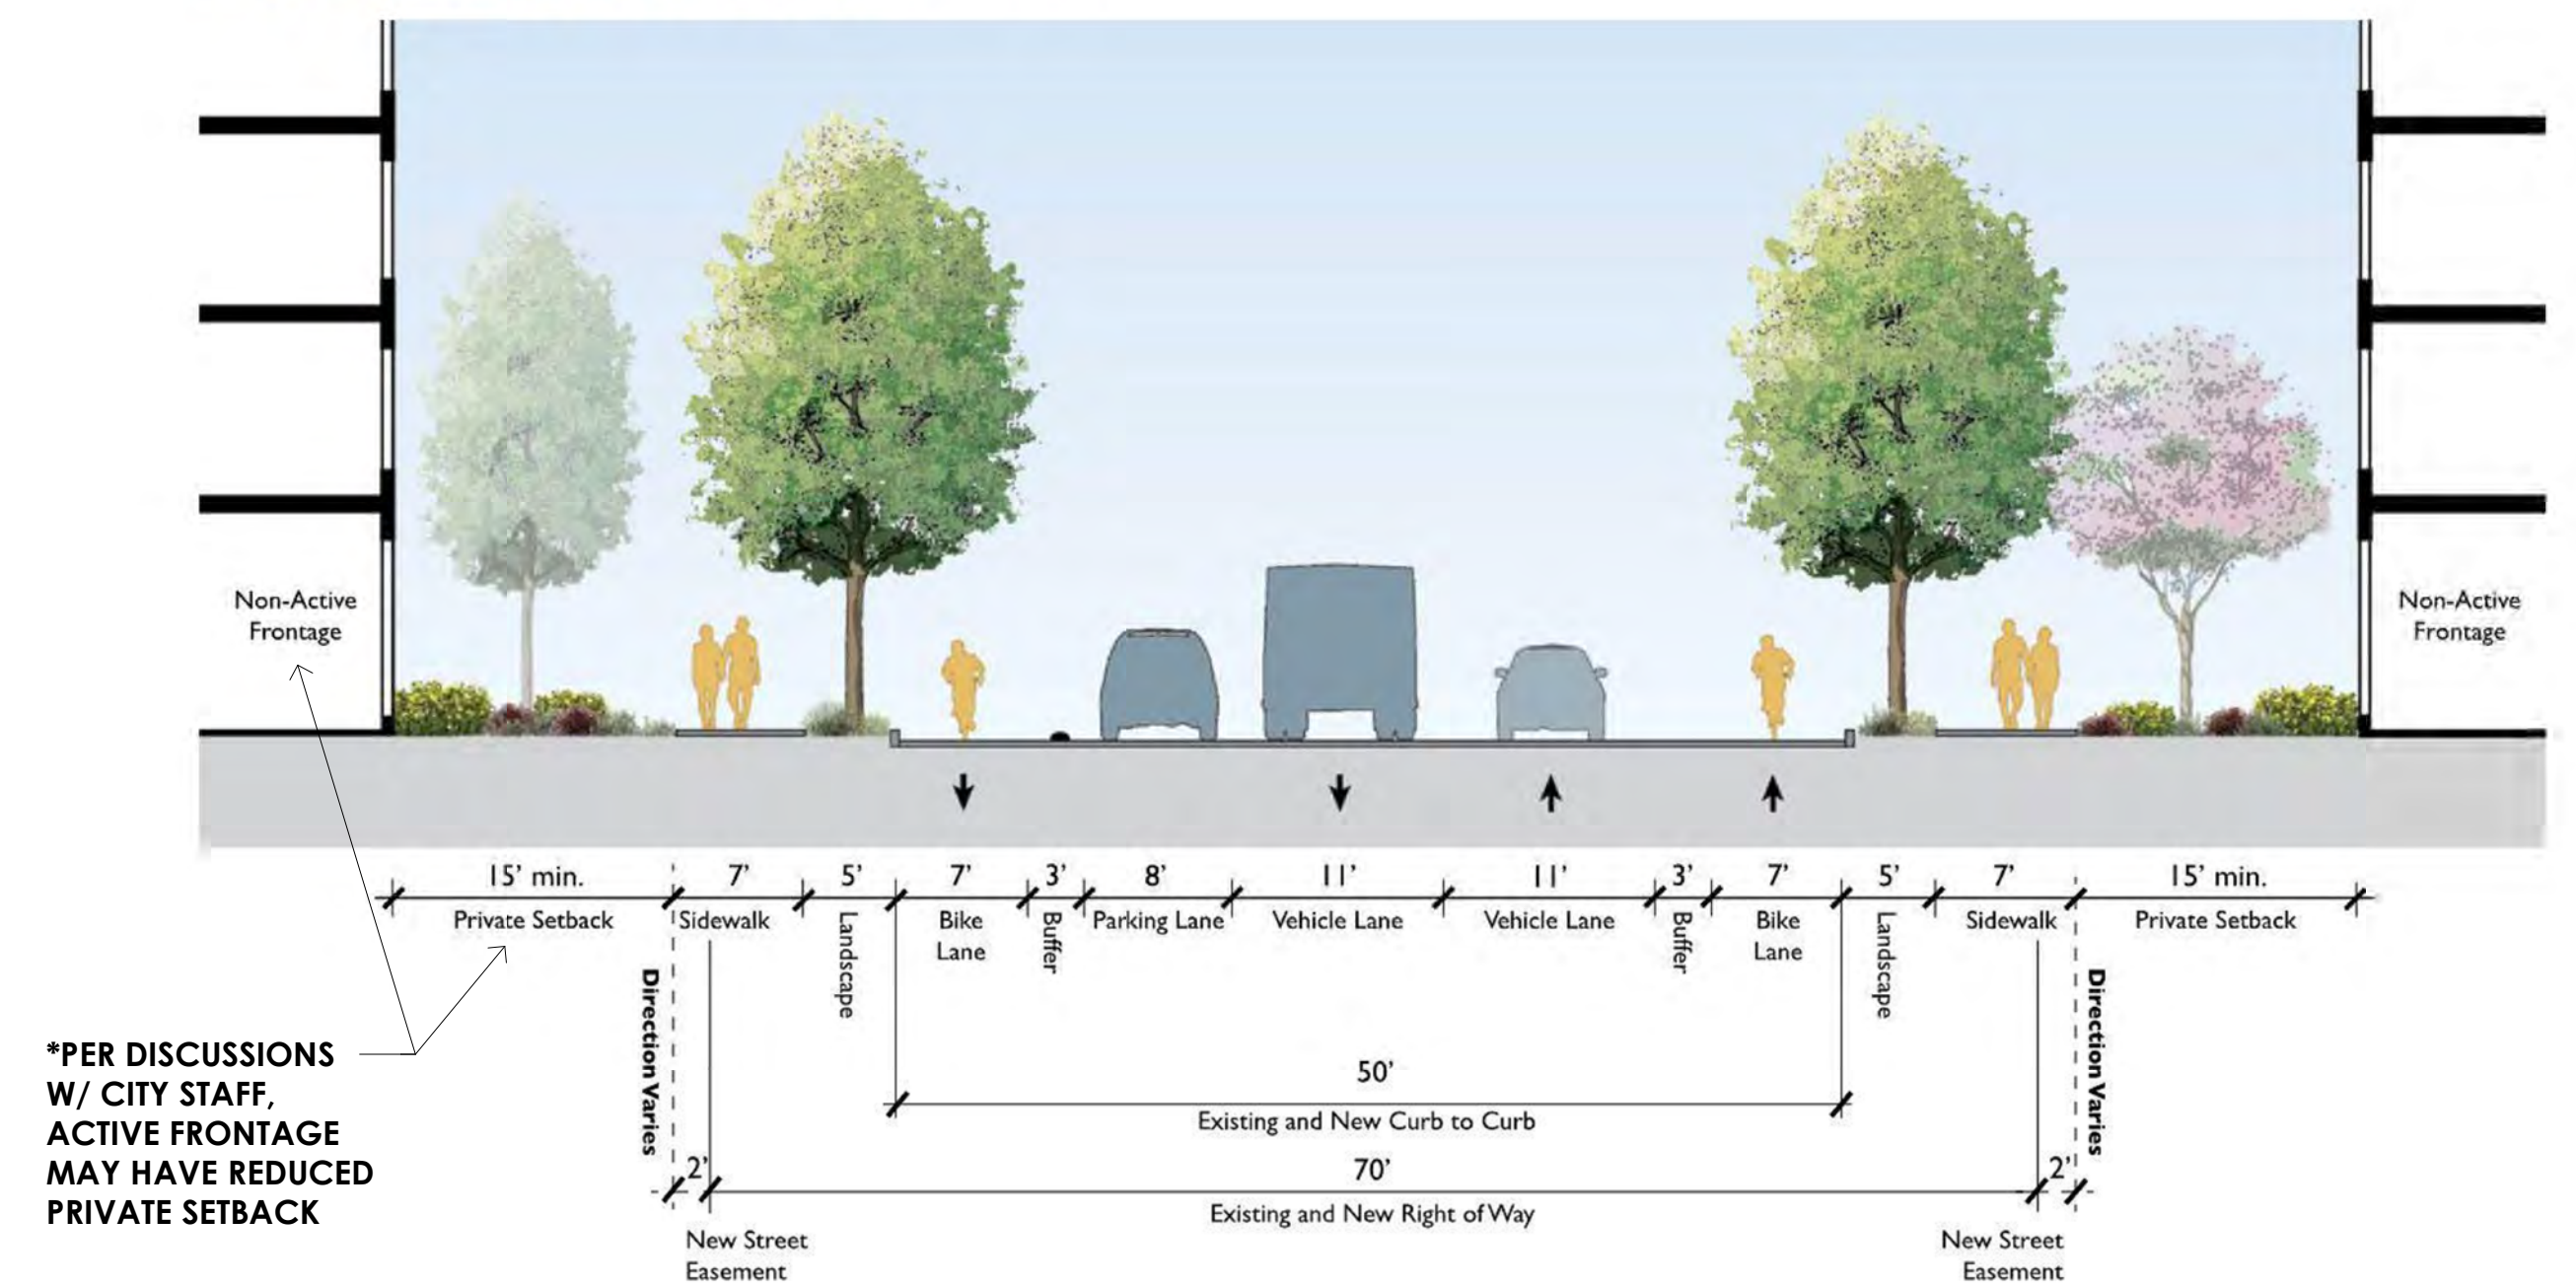 Non-Active
Frontage
Non-Active
Frontage
15' min.
7'
5'
7'
3'
8'
11'
11'
3'
7'
5'
7'
15' min.
Private Setback
Sidewalk
Landscape
Bike
Lane
Buffer
Parking Lane
Vehicle Lane
Vehicle Lane
Buffer
Bike
Lane
Landscape
Sidewalk
Private Setback
Direction Varies
Direction Varies
*PER DISCUSSIONS
W/ CITY STAFF,
ACTIVE FRONTAGE
MAY HAVE REDUCED
PRIVATE SETBACK
50'
Existing and New Curb to Curb
2'
70'
2'
Existing and New Right of Way
New Street
Easement
New Street
Easement